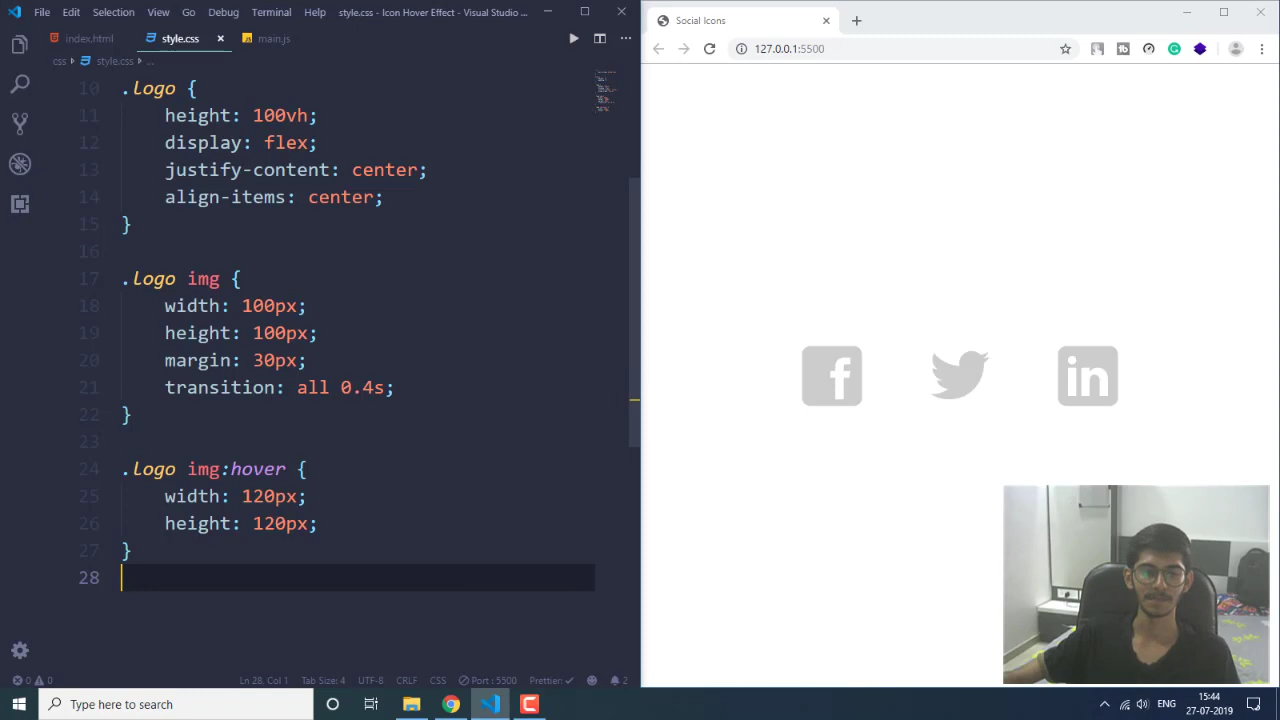 File Edit Selection View Go Debug Terminal Help style.css - Icon Hover Effect - Visual Studio ...
index.html style.css × main.js
css > style.css > ...
10 .Logo {
11 height: 100vh;
12 display: flex;
13 justify-content: center;
14 align-items: center;
15 }
16
17 .Logo img {
18 width: 100px;
19 height: 100px;
20 margin: 30px;
21 transition: all 0.4s;
22 }
23
24 .Logo img:hover {
25 width: 120px;
26 height: 120px;
27 }
28
0 0 Ln 28, Col 1 Tab Size: 4 UTF-8 CRLF CSS Port : 5500 Prettier: ✓ 2
Social Icons
127.0.0.1:5500
f
in
Type here to search
ENG
15:44
27-07-2019